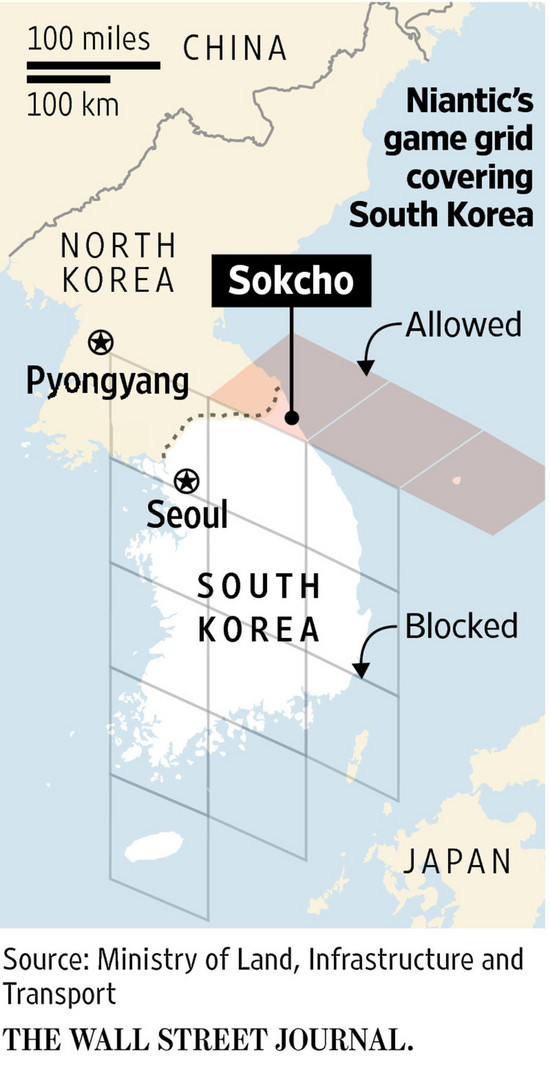 100 miles
100 km
CHINA
Niantic's
game grid
covering
South Korea
NORTH
KOREA
Sokcho
Allowed
Pyongyang
Seoul
SOUTH
KOREA
Blocked
JAPAN
Source: Ministry of Land, Infrastructure and
Transport
THE WALL STREET JOURNAL.